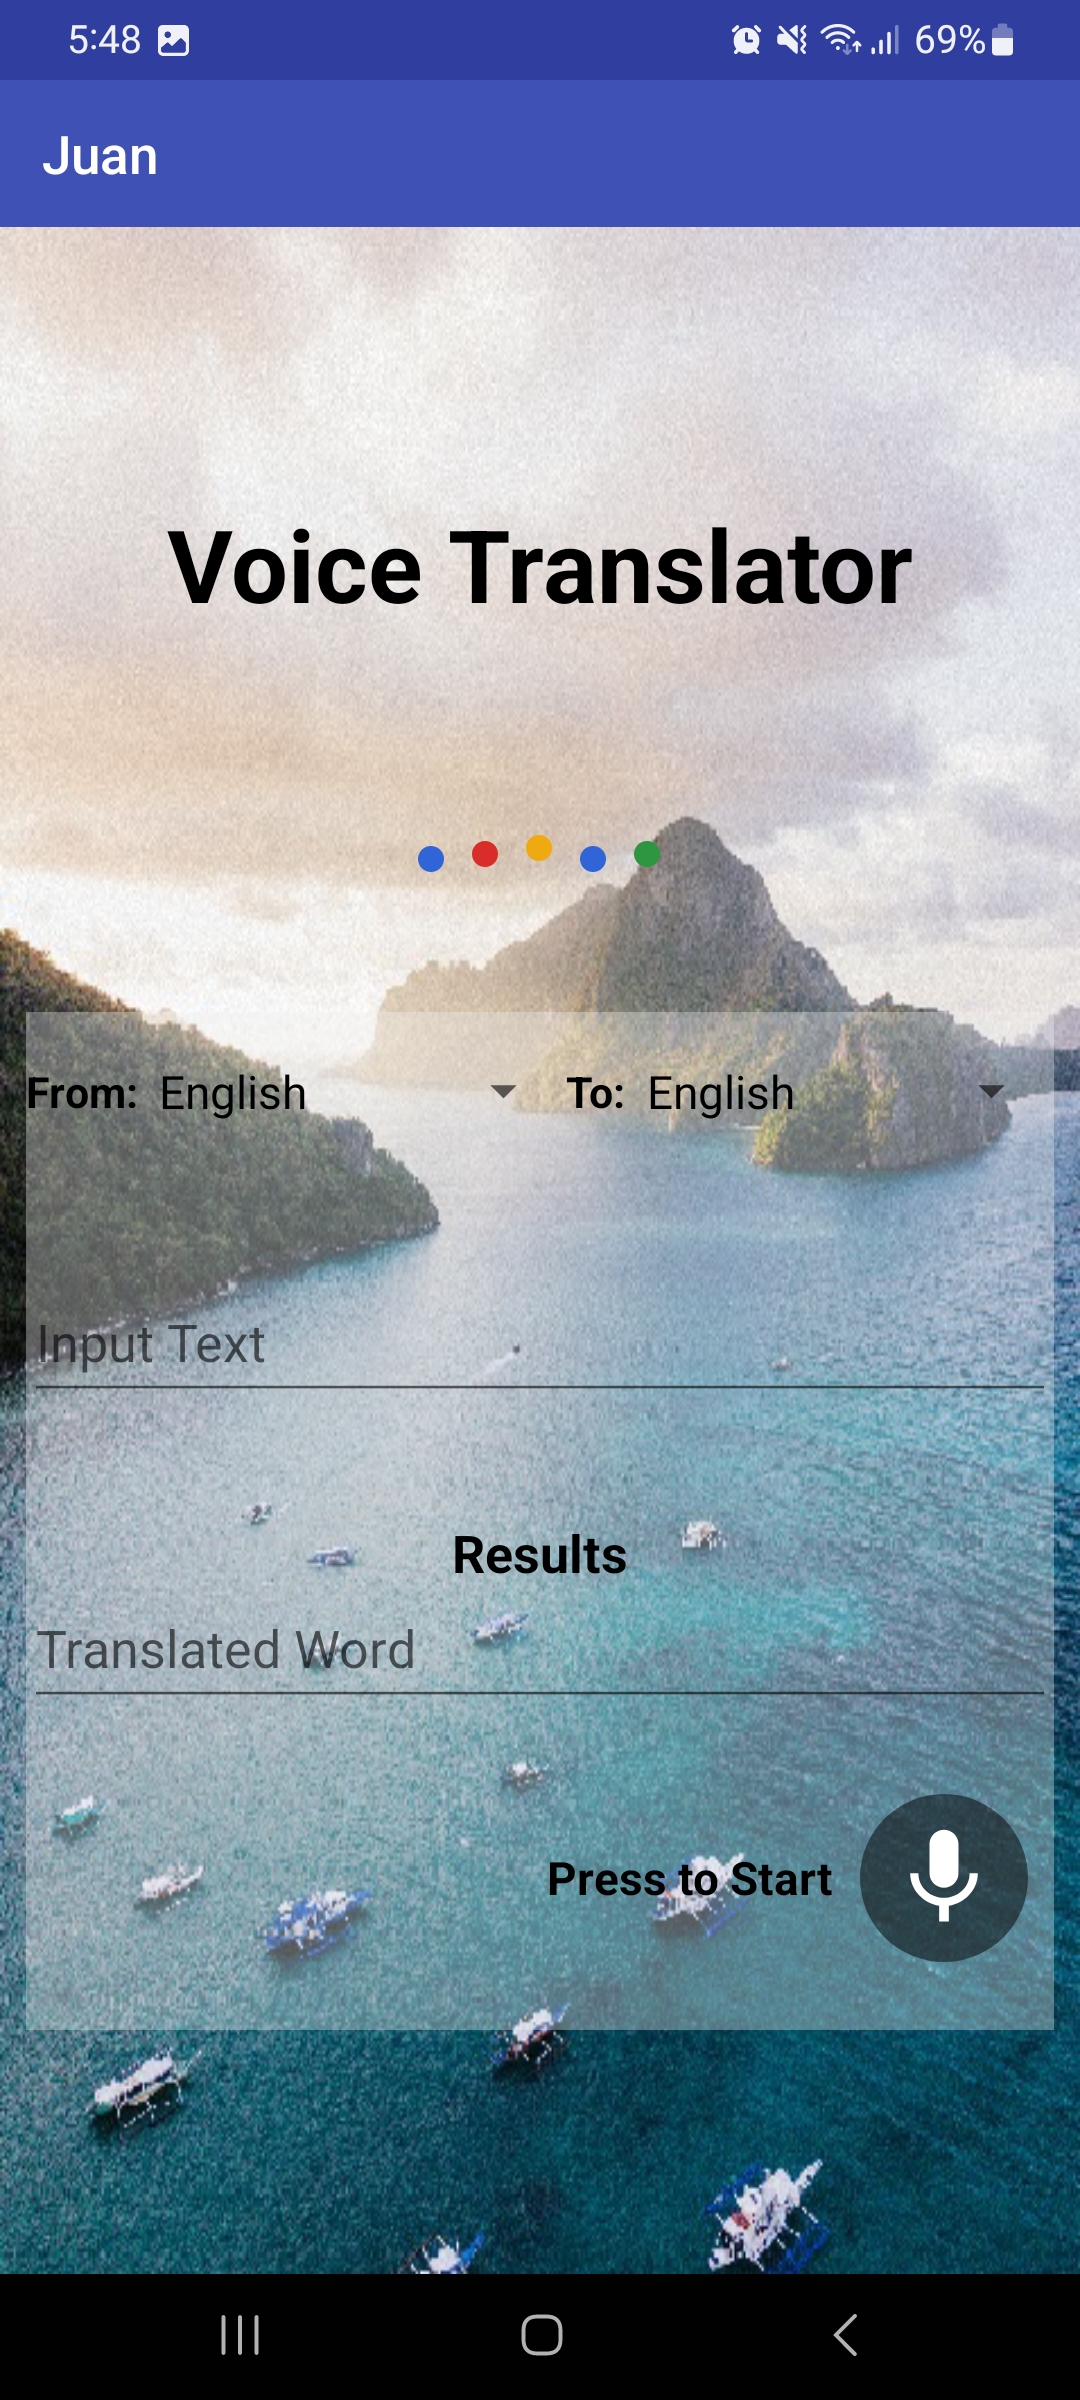 5:48 69%
Juan
Voice Translator
From: English To: English
Input Text
Results
Translated Word
Press to Start